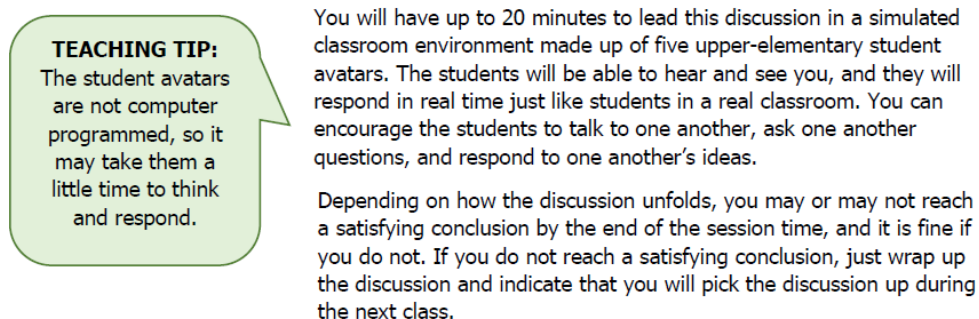 TEACHING TIP:
The student avatars
are not computer
programmed, so it
may take them a
little time to think
and respond.
You will have up to 20 minutes to lead this discussion in a simulated
classroom environment made up of five upper-elementary student
avatars. The students will be able to hear and see you, and they will
respond in real time just like students in a real classroom. You can
encourage the students to talk to one another, ask one another
questions, and respond to one another’s ideas.
Depending on how the discussion unfolds, you may or may not reach
a satisfying conclusion by the end of the session time, and it is fine if
you do not. If you do not reach a satisfying conclusion, just wrap up
the discussion and indicate that you will pick the discussion up during
the next class.